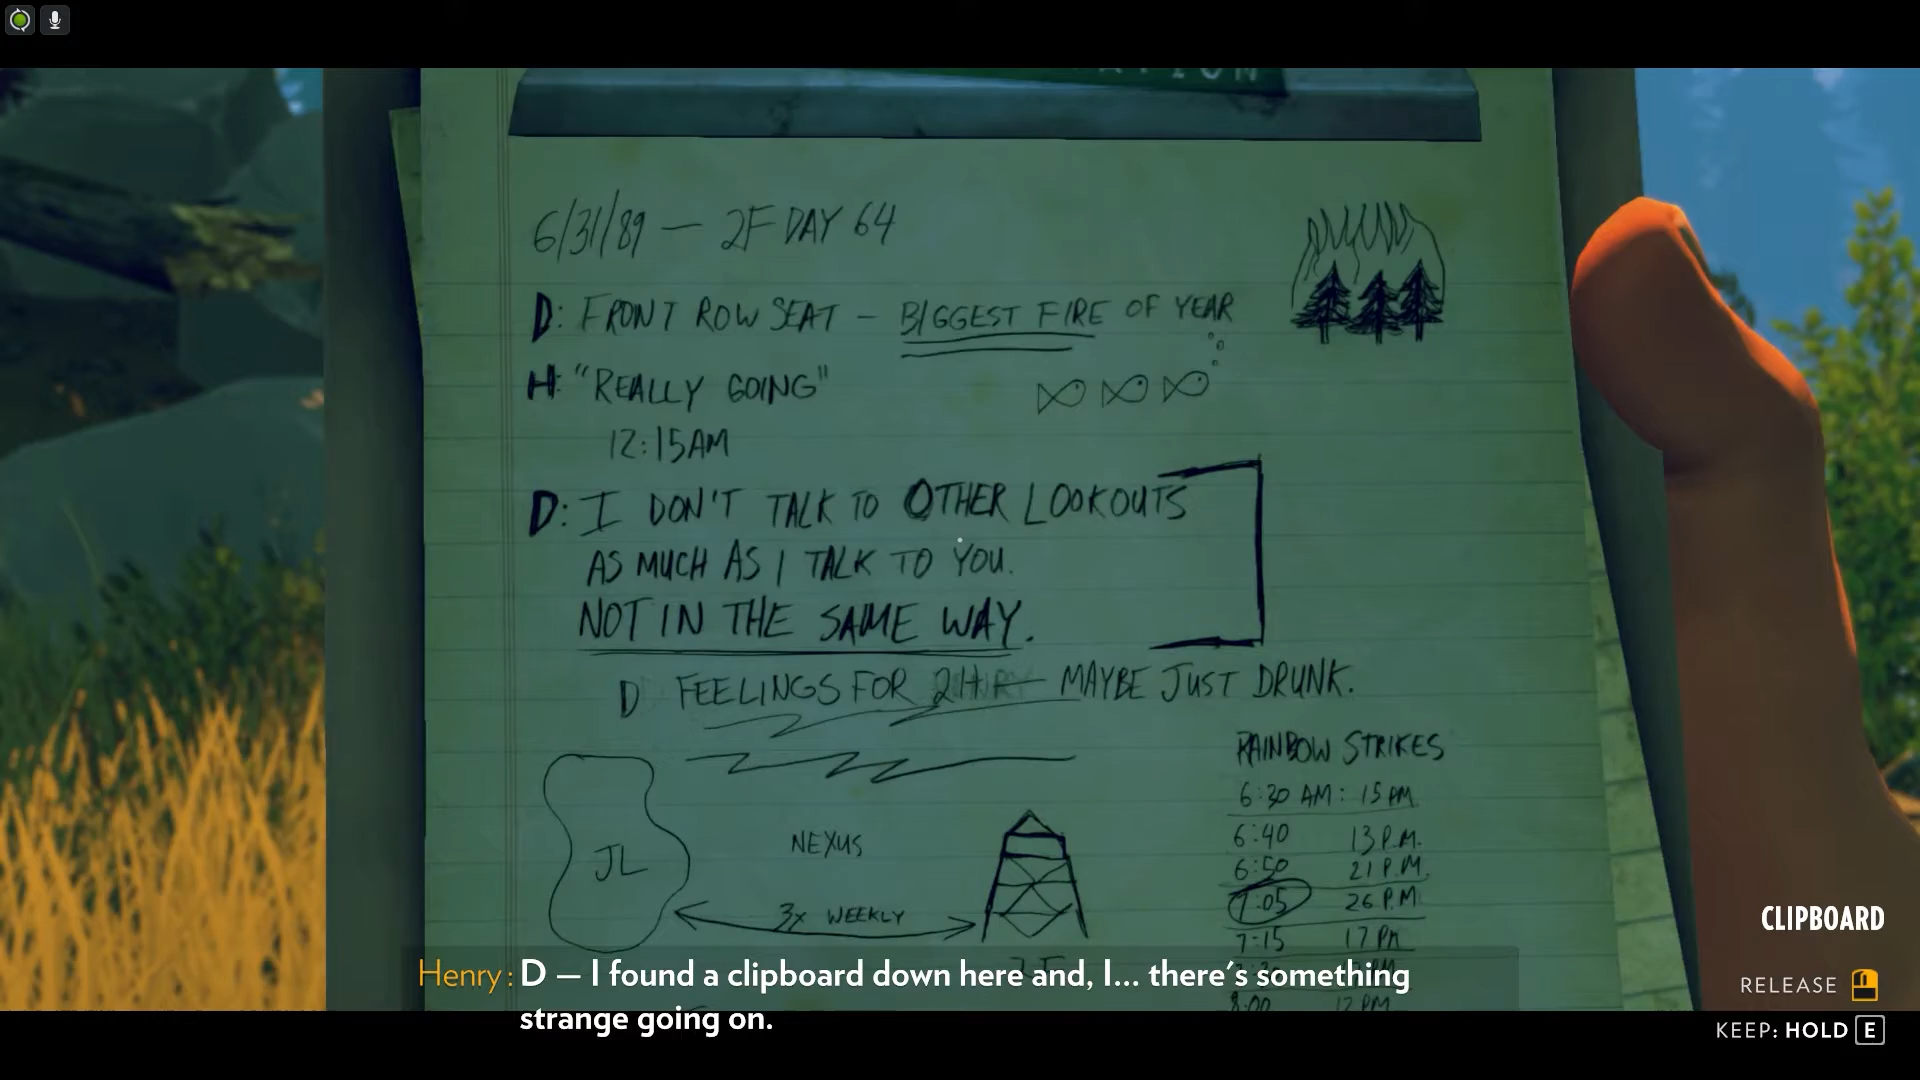 6/31/89 — 2F DAY 64
D: FRONT ROW SEAT – BIGGEST FIRE OF YEAR
H: "REALLY GOING"
12:15AM
D: I DON'T TALK TO OTHER LOOKOUTS
AS MUCH AS I TALK TO YOU.
NOT IN THE SAME WAY.
D FEELINGS FOR MAYBE JUST DRUNK.
RAINBOW STRIKES
6:30 AM: 15 PM.
6:40 13 P.M.
6:50 21 P.M.
7:05 26 P.M
7-15 17 PM
8:00 12 PM
JL
NEXUS
3x WEEKLY
CLIPBOARD
Henry: D — I found a clipboard down here and, I... there's something
strange going on.
RELEASE
KEEP: HOLD E